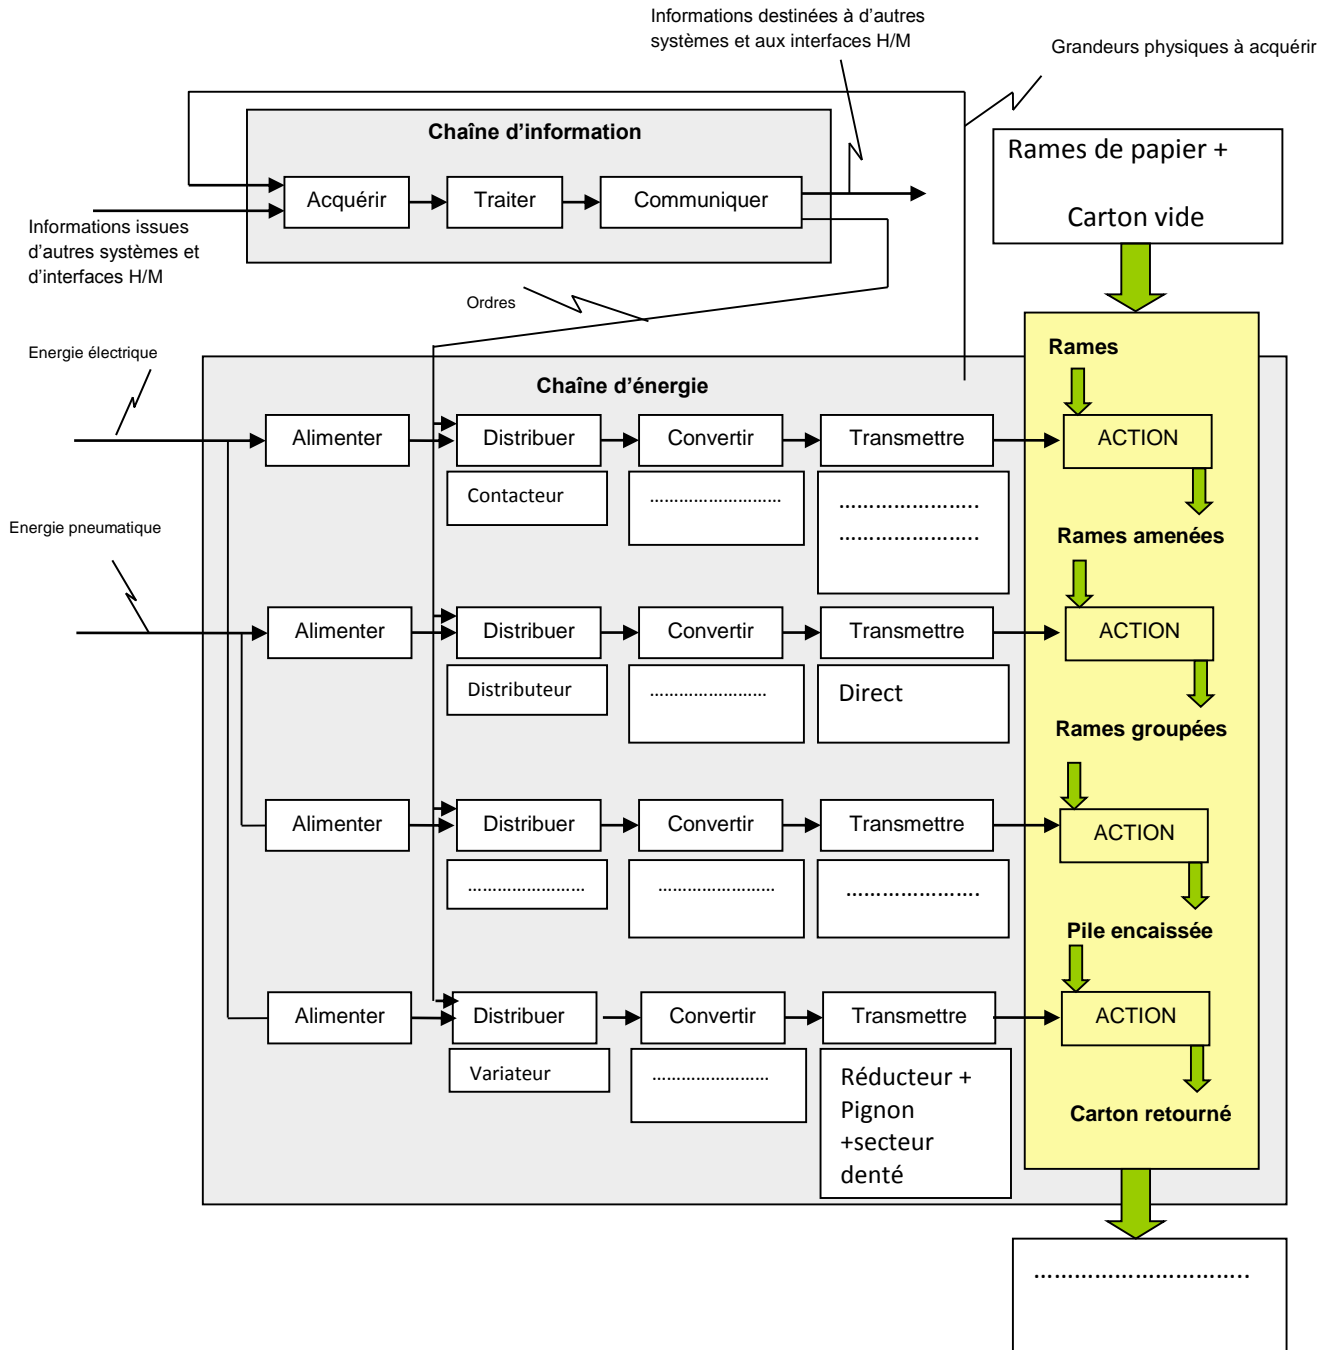 Informations destinées à d'autres
systèmes et aux interfaces H/M
Grandeurs physiques à acquérir
Chaîne d'information
Rames de papier +
Carton vide
Acquérir
Traiter
Communiquer
Informations issues
d'autres systèmes et
d'interfaces H/M
Ordres
Energie électrique
Rames
Chaîne d'énergie
Alimenter
Distribuer
Convertir
Transmettre
ACTION
Contacteur
...........................
........................
........................
Energie pneumatique
Rames amenées
Alimenter
Distribuer
Convertir
Transmettre
ACTION
Distributeur
........................
Direct
Rames groupées
Alimenter
Distribuer
Convertir
Transmettre
ACTION
........................
........................
........................
Pile encaissée
Alimenter
Distribuer
Convertir
Transmettre
ACTION
Variateur
........................
Réducteur +
Pignon
+secteur
denté
Carton retourné
..............................